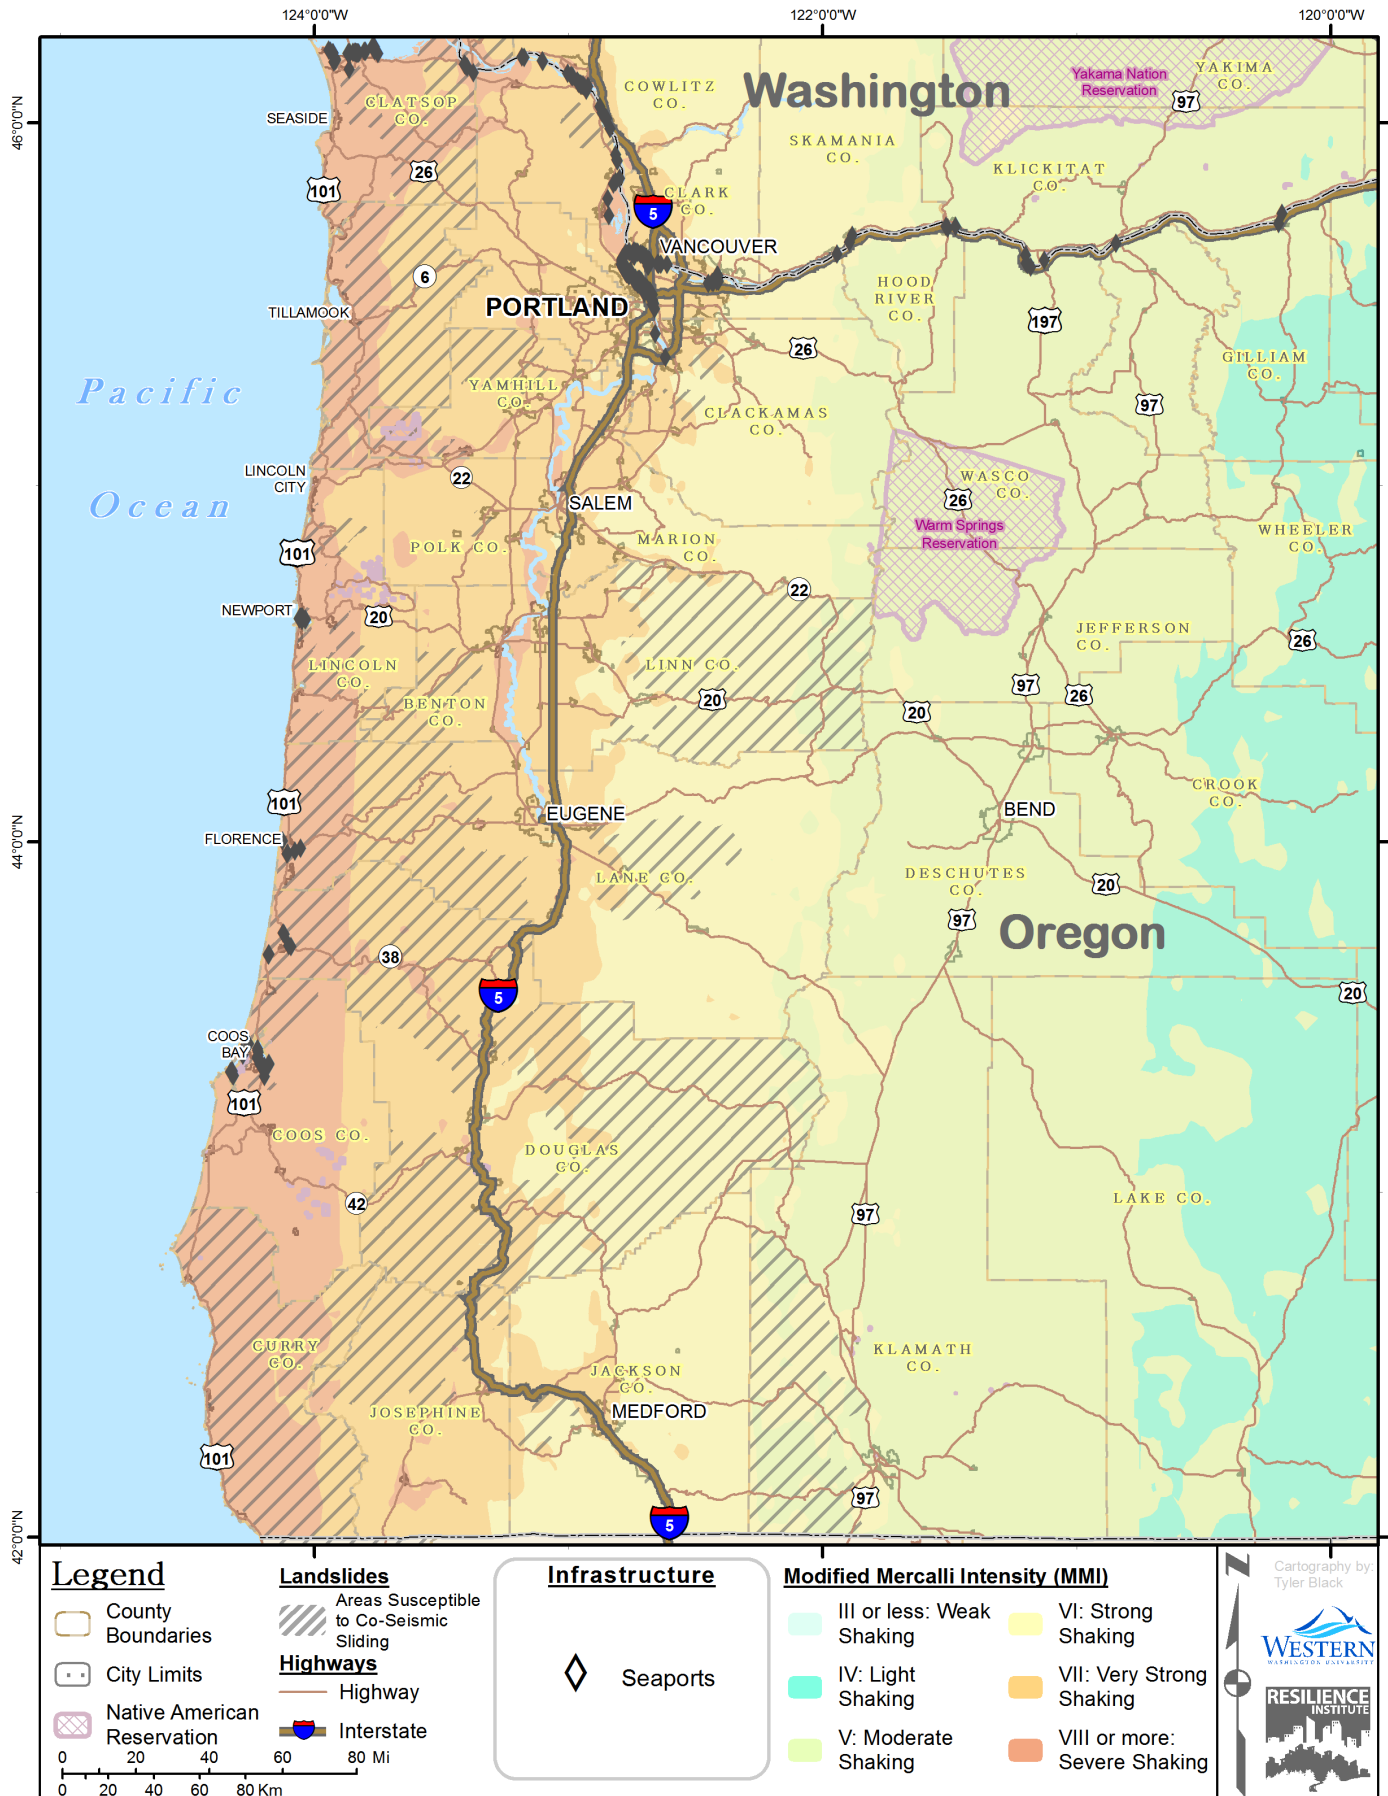 124°0'0"W
122°0'0"W
120°0'0"W
46°0'0"N
44°0'0"N
42°0'0"N
Washington
Oregon
Pacific
Ocean
Yakama Nation
Reservation
YAKIMA
CO.
97
COWLITZ
CO.
SKAMANIA
CO.
KLICKITAT
CO.
CLATSOP
CO.
SEASIDE
26
101
CLARK
CO.
5
VANCOUVER
6
PORTLAND
TILLAMOOK
HOOD
RIVER
CO.
197
26
GILLIAM
CO.
YAMHILL
CO.
CLACKAMAS
CO.
97
LINCOLN
CITY
22
SALEM
WASCO
CO.
26
Warm Springs
Reservation
WHEELER
CO.
101
POLK CO.
MARION
CO.
22
NEWPORT
20
JEFFERSON
CO.
26
LINCOLN
CO.
LINN CO.
97
26
BENTON
CO.
20
20
101
EUGENE
BEND
CROOK
CO.
FLORENCE
LANE CO.
DESCHUTES
CO.
20
97
38
5
20
COOS
BAY
101
COOS CO.
DOUGLAS
CO.
42
97
LAKE CO.
CURRY
CO.
JACKSON
CO.
KLAMATH
CO.
JOSEPHINE
CO.
MEDFORD
101
97
5
Legend
County
Boundaries
City Limits
Native American
Reservation
0 20 40 60 80 Mi
0 20 40 60 80 Km
Landslides
Areas Susceptible
to Co-Seismic
Sliding
Highways
Highway
Interstate
Infrastructure
Seaports
Modified Mercalli Intensity (MMI)
III or less: Weak
Shaking
IV: Light
Shaking
V: Moderate
Shaking
VI: Strong
Shaking
VII: Very Strong
Shaking
VIII or more:
Severe Shaking
N
Cartography by:
Tyler Black
WESTERN
WASHINGTON UNIVERSITY
RESILIENCE
INSTITUTE